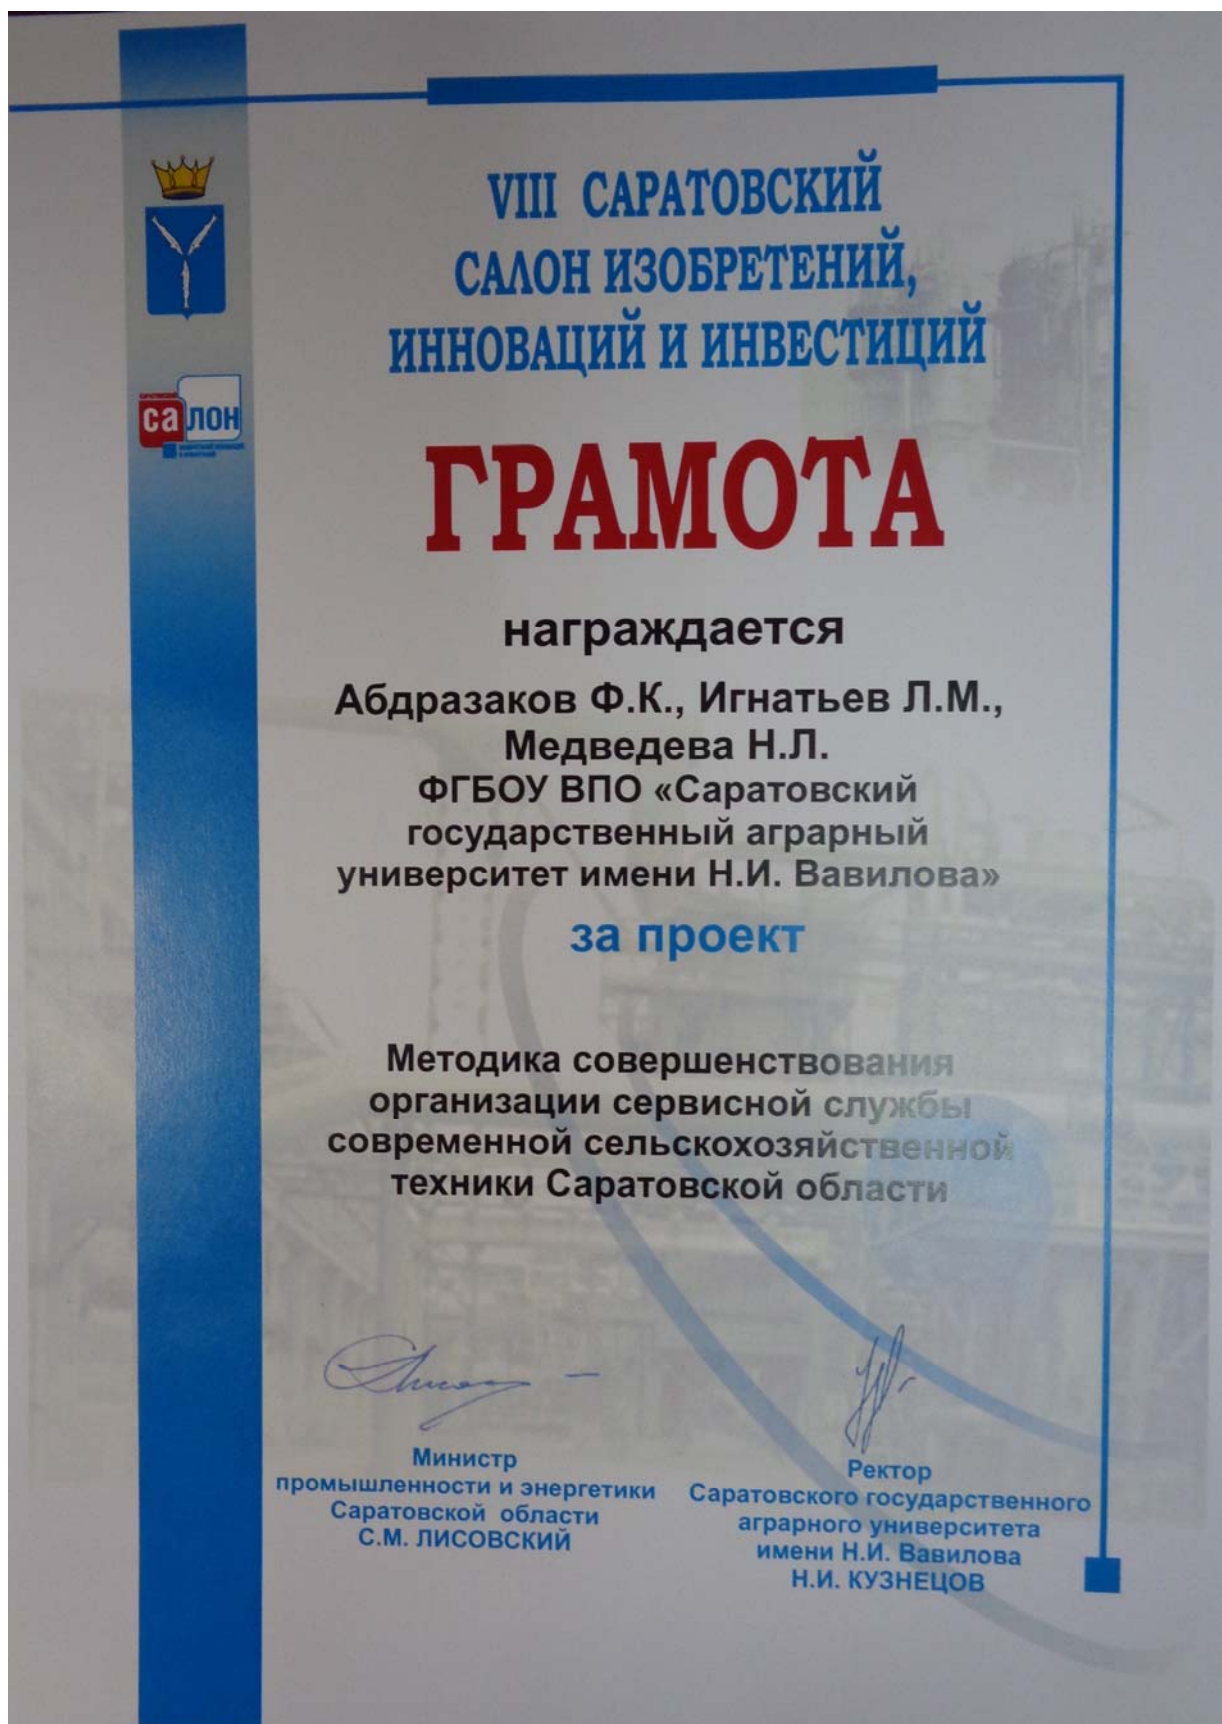 VIII САРАТОВСКИЙ
САЛОН ИЗОБРЕТЕНИЙ,
ИННОВАЦИЙ И ИНВЕСТИЦИЙ
салон
ГРАМОТА
награждается
Абдразаков Ф.К., Игнатьев Л.М.,
Медведева Н.Л.
ФГБОУ ВПО «Саратовский
государственный аграрный
университет имени Н.И. Вавилова»
за проект
Методика совершенствования
организации сервисной службы
современной сельскохозяйственной
техники Саратовской области
Министр
промышленности и энергетики
Саратовской области
С.М. ЛИСОВСКИЙ
Ректор
Саратовского государственного
аграрного университета
имени Н.И. Вавилова
Н.И. КУЗНЕЦОВ